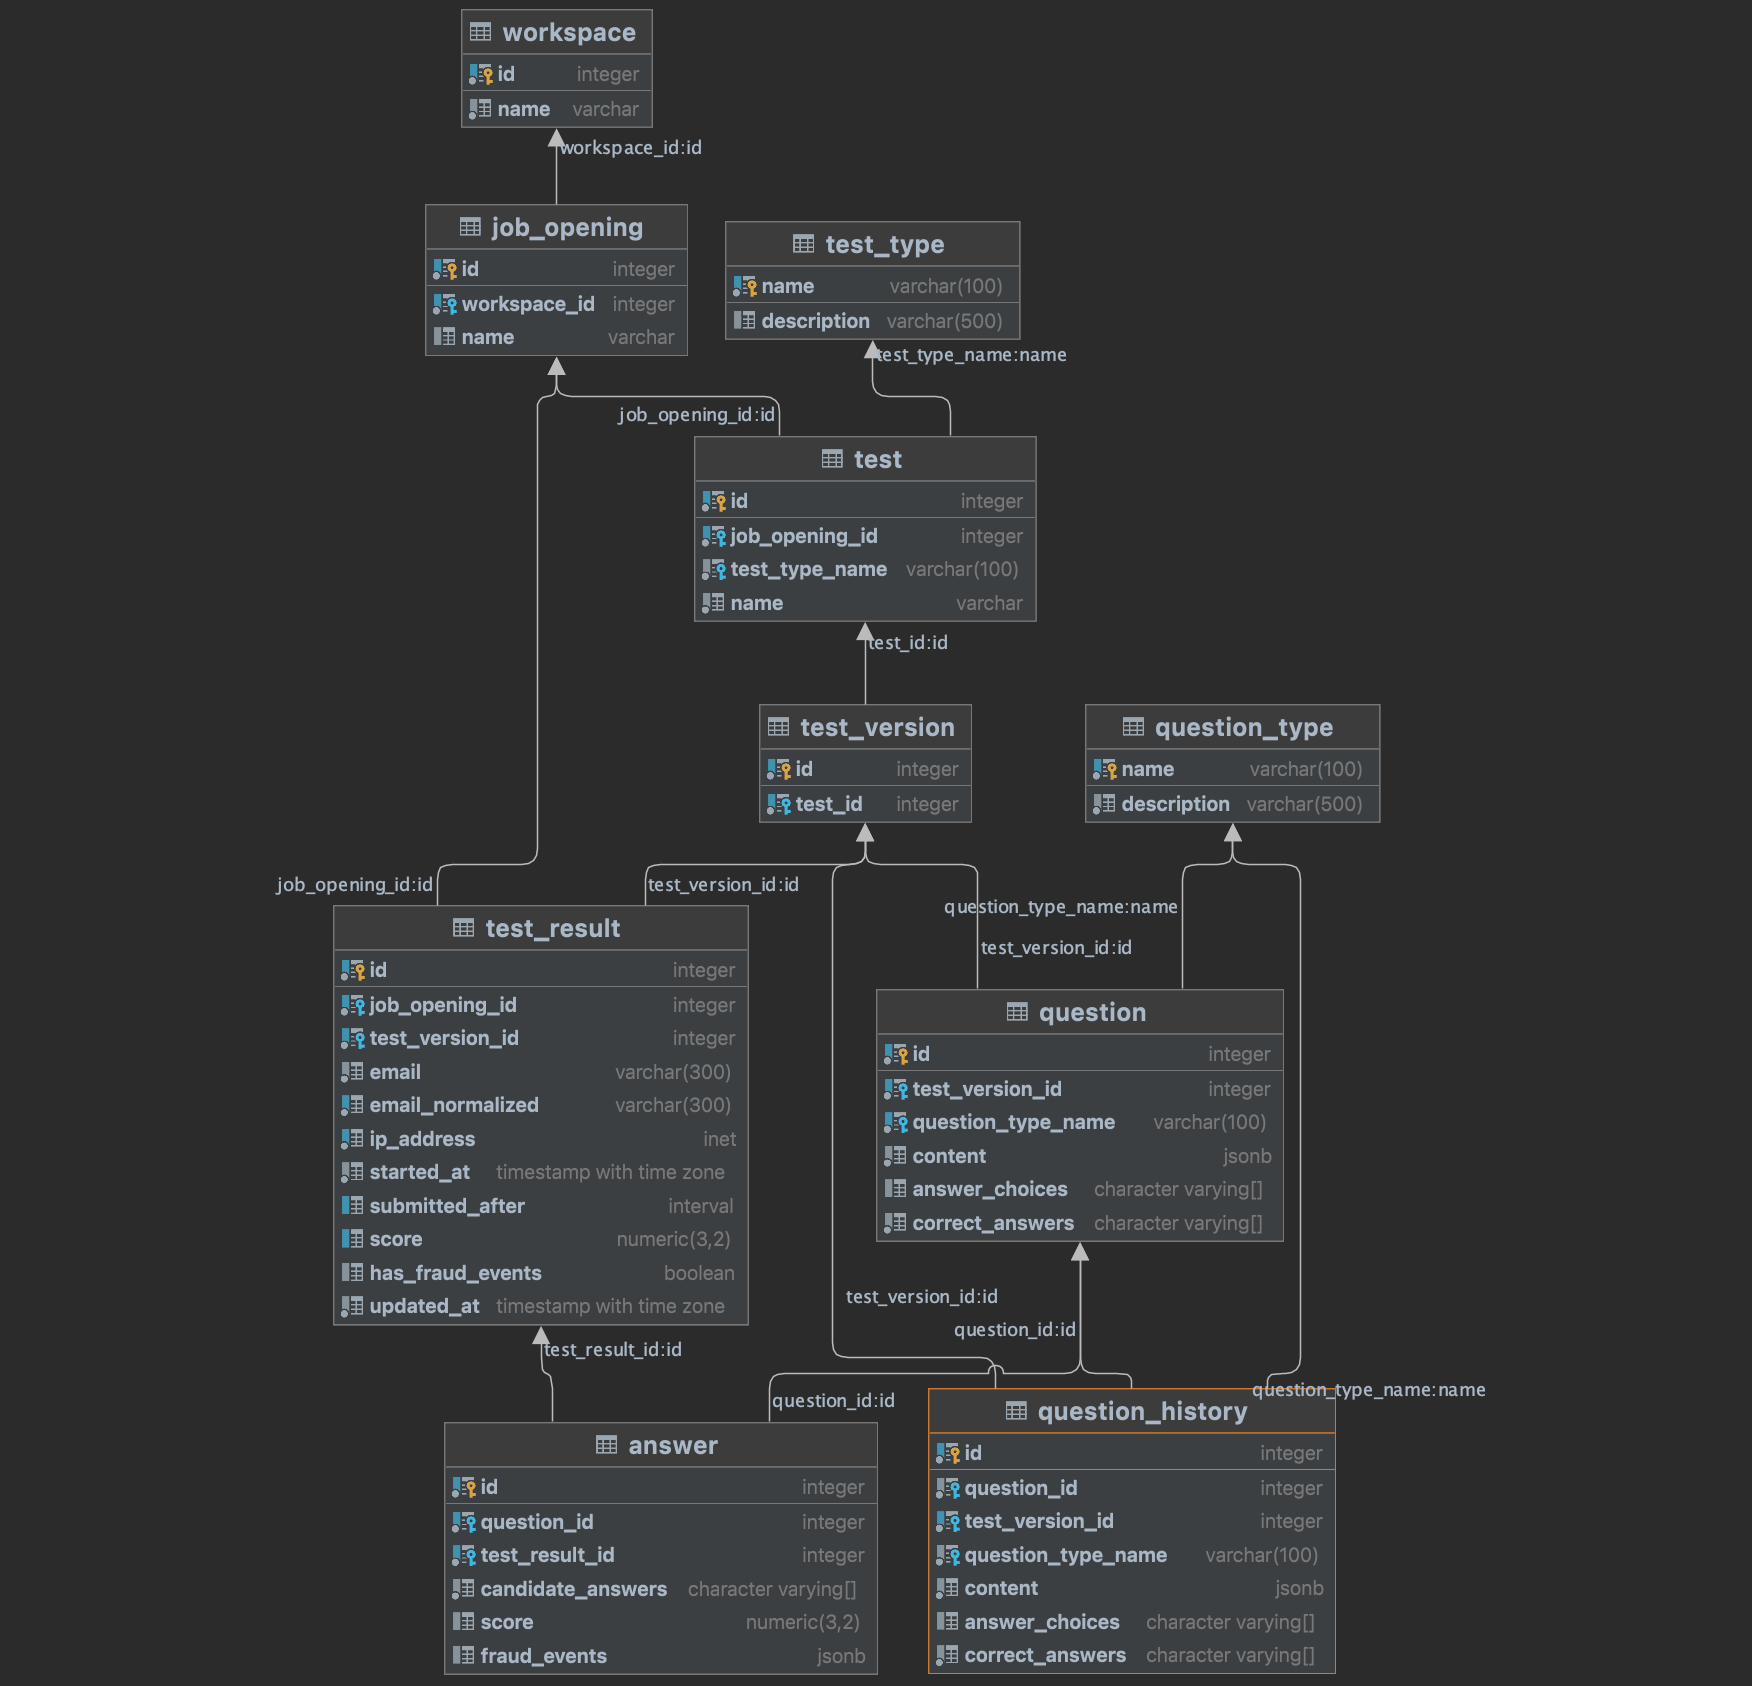 workspace
id integer
name varchar
workspace_id:id
job_opening
id integer
workspace_id integer
name varchar
test_type
name varchar(100)
description varchar(500)
test_type_name:name
job_opening_id:id
test
id integer
job_opening_id integer
test_type_name varchar(100)
name varchar
test_id:id
test_version
id integer
test_id integer
question_type
name varchar(100)
description varchar(500)
job_opening_id:id
test_version_id:id
question_type_name:name
test_version_id:id
test_result
id integer
job_opening_id integer
test_version_id integer
email varchar(300)
email_normalized varchar(300)
ip_address inet
started_at timestamp with time zone
submitted_after interval
score numeric(3,2)
has_fraud_events boolean
updated_at timestamp with time zone
question
id integer
test_version_id integer
question_type_name varchar(100)
content jsonb
answer_choices character varying[]
correct_answers character varying[]
test_version_id:id
question_id:id
test_result_id:id
question_id:id
question_type_name:name
answer
id integer
question_id integer
test_result_id integer
candidate_answers character varying[]
score numeric(3,2)
fraud_events jsonb
question_history
id integer
question_id integer
test_version_id integer
question_type_name varchar(100)
content jsonb
answer_choices character varying[]
correct_answers character varying[]